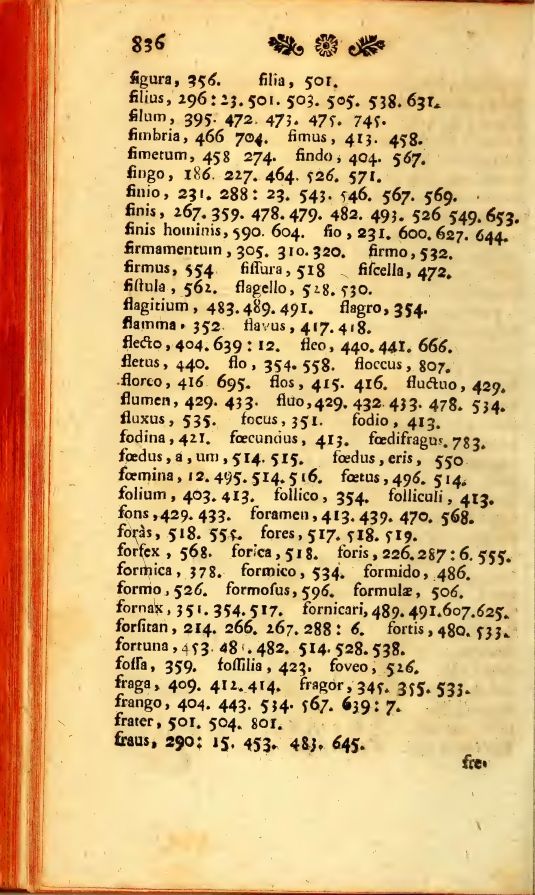 836
figura, 356. filia, 501.
filius, 296:23. 501. 503. 505. 538. 631.
filum, 395. 472. 473. 475. 745.
fimbria, 466 704. fimus, 413. 458.
fimetum, 458 274. findo, 404. 567.
fingo, 186. 227. 464. 526. 571.
finio, 231. 288: 23. 543. 546. 567. 569.
finis, 267. 359. 478. 479. 482. 493. 526 549. 653.
finis hominis, 590. 604. fio, 231. 600. 627. 644.
firmamentum, 305. 310. 320. firmo, 532.
firmus, 554 fiſſura, 518 fiſcella, 472.
fiſtula, 562. flagello, 528. 530.
flagitium, 483. 489. 491. flagro, 354.
flamma. 352. flavus, 417. 418.
flecto, 404. 639: 12. fleo, 440. 441. 666.
fletus, 440. flo, 354. 558. floccus, 807.
floreo, 416 695. flos, 415. 416. fluctuo, 429.
flumen, 429. 433. fluo, 429. 432 433. 478. 534.
fluxus, 535. focus, 351. fodio, 413.
fodina, 421. fœcundus, 413. fœdifragus. 783.
fœdus, a, um, 514. 515. fœdus, eris, 550
fœmina, 12. 495. 514. 516. fœtus, 496. 514.
folium, 403. 413. follico, 354. folliculi, 413.
fons, 429. 433. foramen, 413. 439. 470. 568.
foràs, 518. 555. fores, 517. 518. 519.
forfex, 568. forica, 518. foris, 226. 287: 6. 555.
formica, 378. formico, 534. formido, 486.
formo, 526. formoſus, 596. formulæ, 506.
fornax, 351. 354. 517. fornicari, 489. 491. 607. 625.
forſitan, 214. 266. 267. 288: 6. fortis, 480. 533.
fortuna, 453. 482. 514. 528. 538.
foſſa, 359. foſſilia, 423. foveo, 526.
fraga, 409. 412. 414. fragor, 345. 355. 533.
frango, 404. 443. 534. 567. 639: 7.
frater, 501. 504. 801.
fraus, 290: 15. 453. 483. 645.
fre-